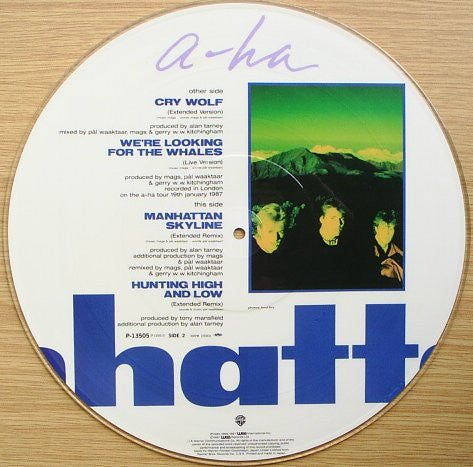 a-ha
other side
CRY WOLF
(Extended Version)
produced by alan tarney
mixed by pål waaktaar, mags & gerry w.w.kitchingham
WE'RE LOOKING
FOR THE WHALES
(Live Version)
produced by mags, pål waaktaar
& gerry w.w.kitchingham
recorded in London
on the a-ha tour 19th january 1987
this side
MANHATTAN
SKYLINE
(Extended Remix)
produced by alan tarney
additional production by mags
& pål waaktaar
remixed by mags, pål waaktaar
& gerry w.w.kitchingham
HUNTING HIGH
AND LOW
(Extended Remix)
produced by tony mansfield
additional production by alan tarney
P-13505 SIDE 2
hatt